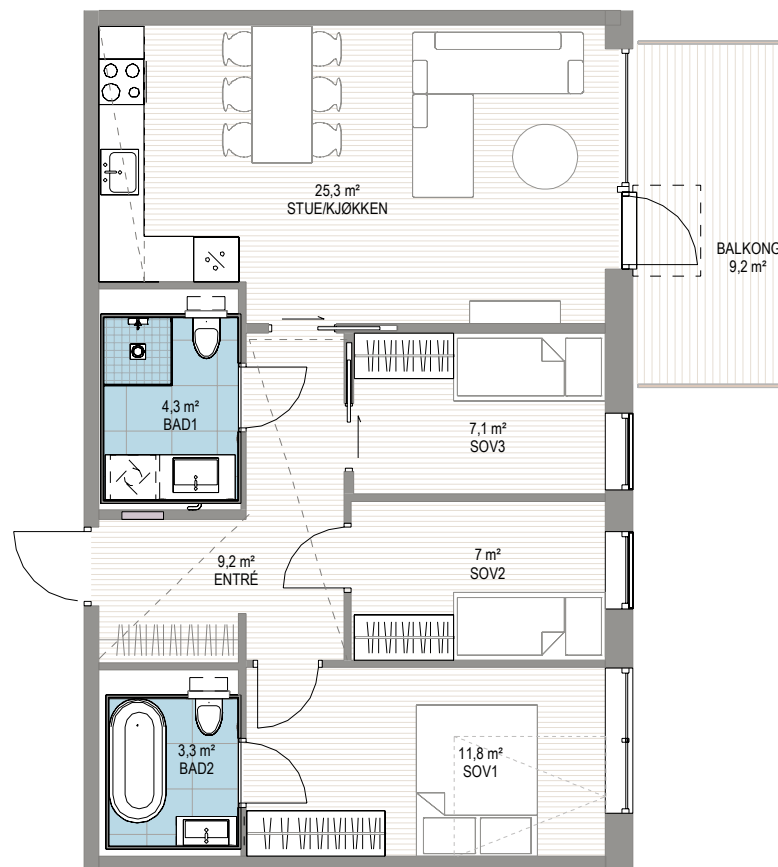 25,3 m²
STUE/KJØKKEN
BALKONG
9,2 m²
4,3 m²
BAD1
7,1 m²
SOV3
9,2 m²
ENTRÉ
7 m²
SOV2
3,3 m²
BAD2
11,8 m²
SOV1